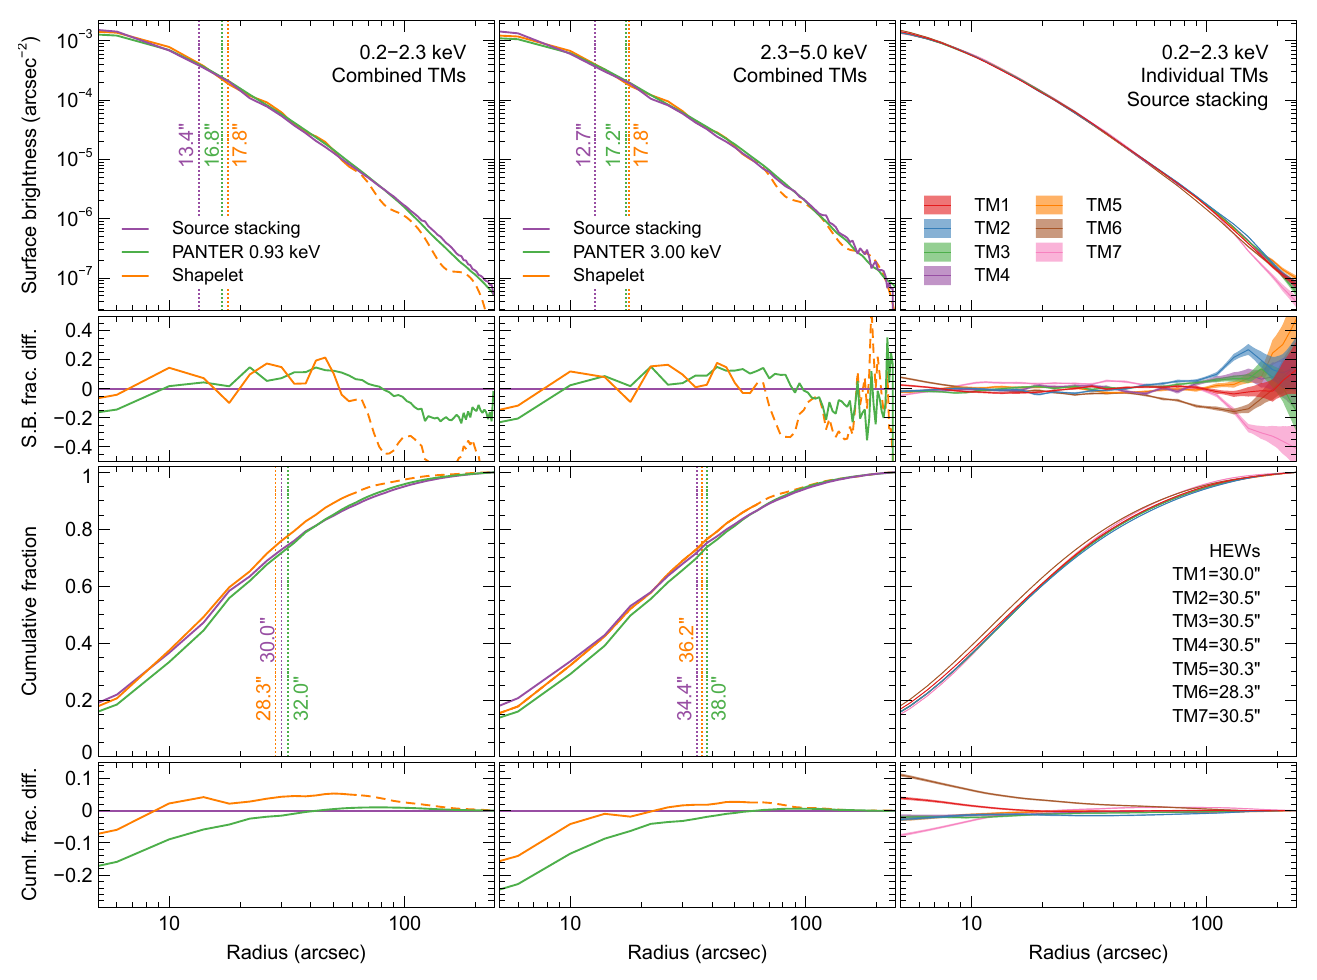 Surface brightness (arcsec⁻²)
10⁻³
10⁻⁴
10⁻⁵
10⁻⁶
10⁻⁷
0.2−2.3 keV
Combined TMs
13.4"
16.8"
17.8"
Source stacking
PANTER 0.93 keV
Shapelet
2.3−5.0 keV
Combined TMs
12.7"
17.2"
17.8"
Source stacking
PANTER 3.00 keV
Shapelet
0.2−2.3 keV
Individual TMs
Source stacking
TM1
TM2
TM3
TM4
TM5
TM6
TM7
S.B. frac. diff.
0.4
0.2
0
−0.2
−0.4
Cumulative fraction
1
0.8
0.6
0.4
0.2
0
30.0"
28.3"
32.0"
36.2"
34.4"
38.0"
HEWs
TM1=30.0"
TM2=30.5"
TM3=30.5"
TM4=30.5"
TM5=30.3"
TM6=28.3"
TM7=30.5"
Cuml. frac. diff.
0.1
0
−0.1
−0.2
10
100
10
100
10
100
Radius (arcsec)
Radius (arcsec)
Radius (arcsec)